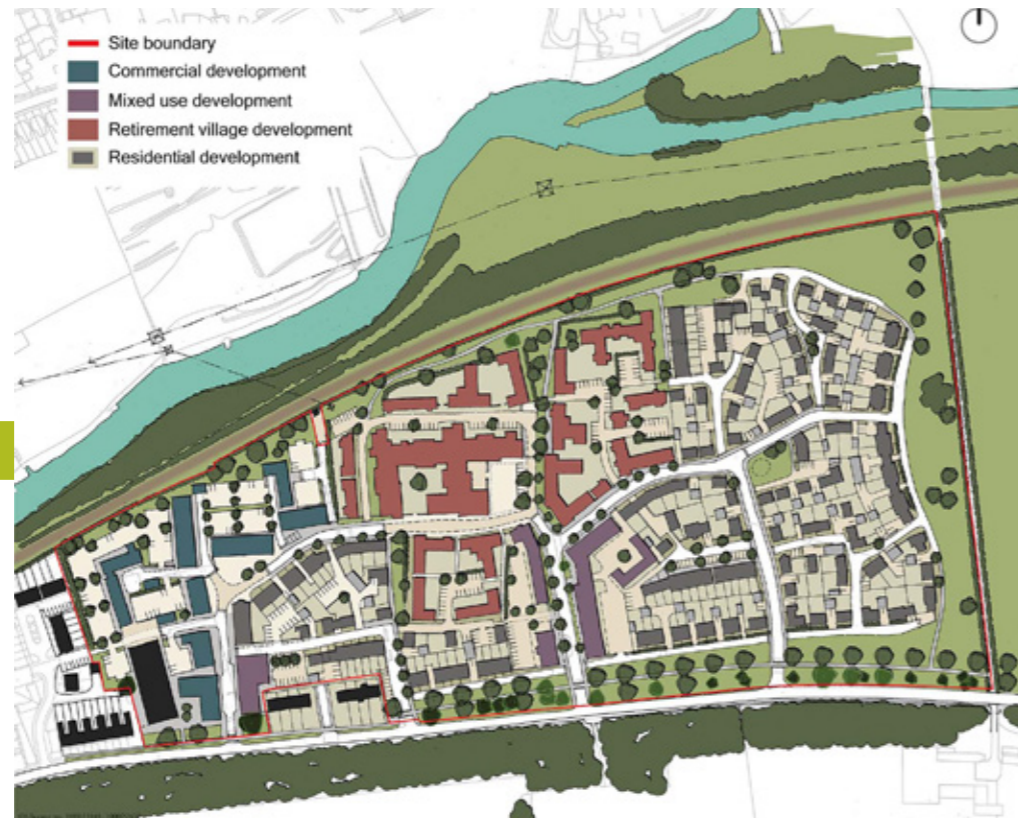 Site boundary
Commercial development
Mixed use development
Retirement village development
Residential development